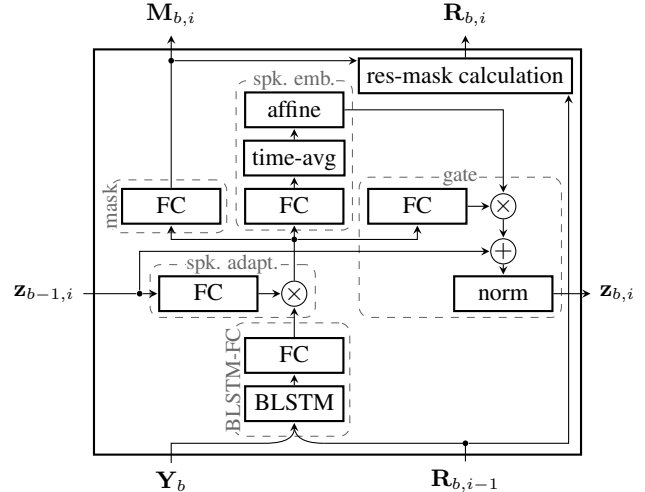 M_{b,i} R_{b,i}
res-mask calculation
spk. emb.
affine
time-avg
gate
mask
FC FC FC
spk. adapt.
z_{b−1,i} FC norm z_{b,i}
BLSTM-FC
FC
BLSTM
Y_b R_{b,i−1}